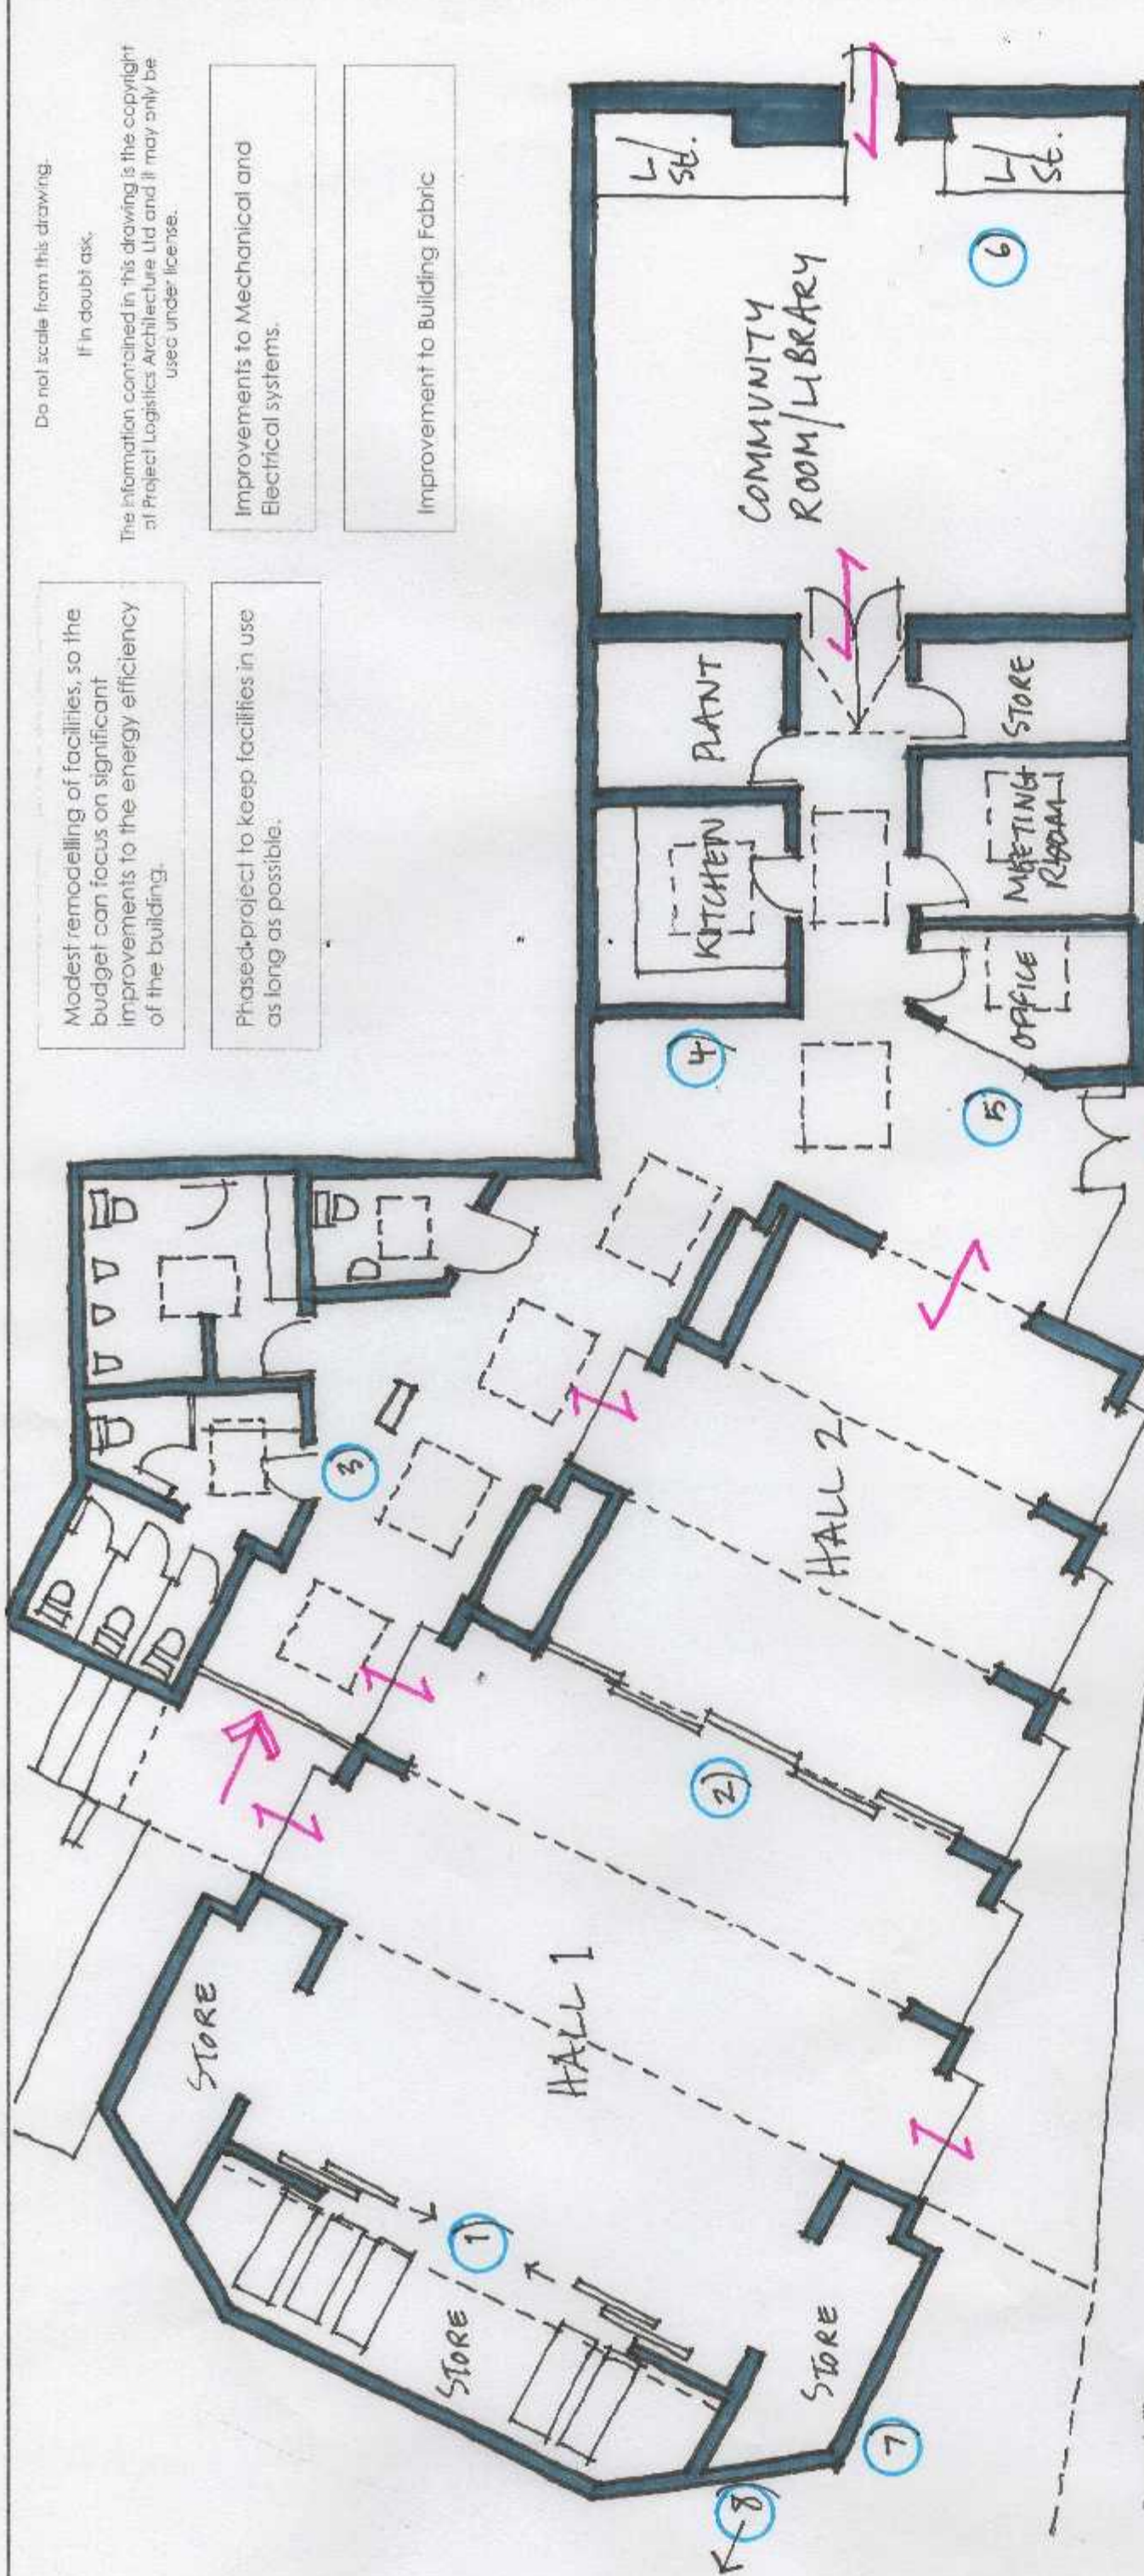 Do not scale from this drawing.
If in doubt ask.
The information contained in this drawing is the copyright
of Project Logistics Architecture Ltd and it may only be
used under license.
Modest remodelling of facilities, so the
budget can focus on significant
improvements to the energy efficiency
of the building.
Improvements to Mechanical and
Electrical systems.
Phased project to keep facilities in use
as long as possible.
Improvement to Building Fabric
STORE
STORE
STORE
1
HALL 1
2
HALL 2
3
4
5
6
7
8
KITCHEN
PLANT
OFFICE
MEETING
ROOM
STORE
COMMUNITY
ROOM/LIBRARY
L/
St.
L/
St.